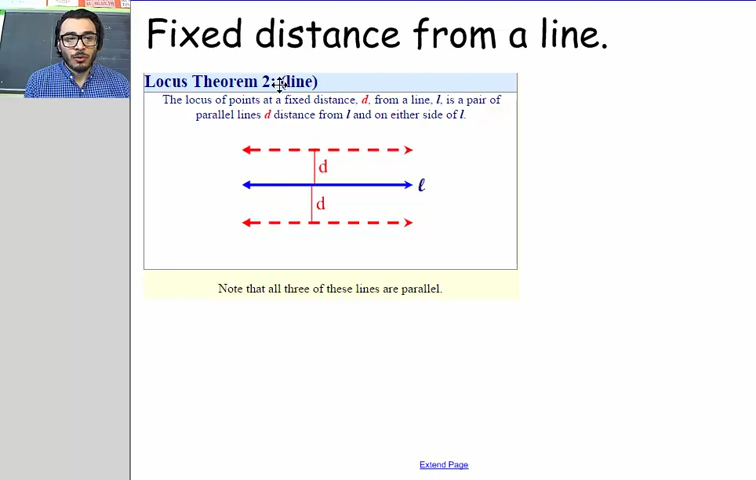 Fixed distance from a line.
Locus Theorem 2: (line)
The locus of points at a fixed distance, d, from a line, l, is a pair of
parallel lines d distance from l and on either side of l.
d
ℓ
d
Note that all three of these lines are parallel.
Extend Page